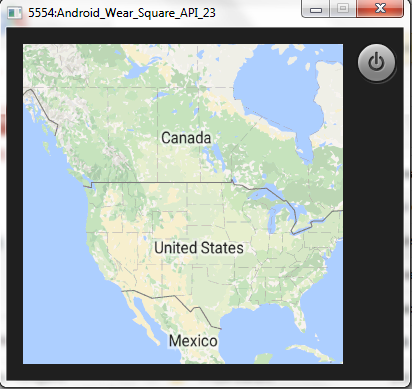 5554:Android_Wear_Square_API_23
Canada
United States
Mexico